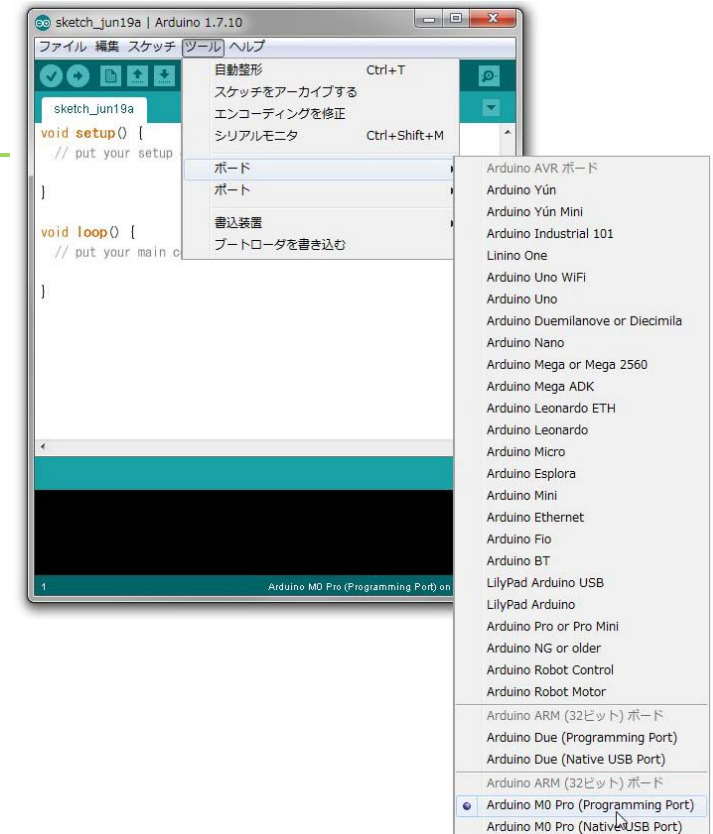 sketch_jun19a | Arduino 1.7.10
ファイル 編集 スケッチ ツール ヘルプ
sketch_jun19a
void setup() {
// put your setup
}
void loop() {
// put your main c
}
1
Arduino M0 Pro (Programming Port) on
自動整形 Ctrl+T
スケッチをアーカイブする
エンコーディングを修正
シリアルモニタ Ctrl+Shift+M
ボード
ポート
書込装置
ブートローダを書き込む
Arduino AVR ボード
Arduino Yún
Arduino Yún Mini
Arduino Industrial 101
Linino One
Arduino Uno WiFi
Arduino Uno
Arduino Duemilanove or Diecimila
Arduino Nano
Arduino Mega or Mega 2560
Arduino Mega ADK
Arduino Leonardo ETH
Arduino Leonardo
Arduino Micro
Arduino Esplora
Arduino Mini
Arduino Ethernet
Arduino Fio
Arduino BT
LilyPad Arduino USB
LilyPad Arduino
Arduino Pro or Pro Mini
Arduino NG or older
Arduino Robot Control
Arduino Robot Motor
Arduino ARM (32ビット) ボード
Arduino Due (Programming Port)
Arduino Due (Native USB Port)
Arduino ARM (32ビット) ボード
Arduino M0 Pro (Programming Port)
Arduino M0 Pro (Native USB Port)